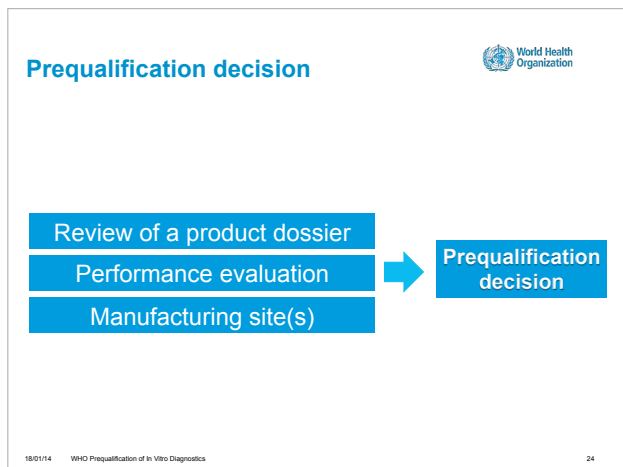 Prequalification decision
World Health
Organization
Review of a product dossier
Performance evaluation
Manufacturing site(s)
Prequalification
decision
18/01/14 WHO Prequalification of In Vitro Diagnostics 24